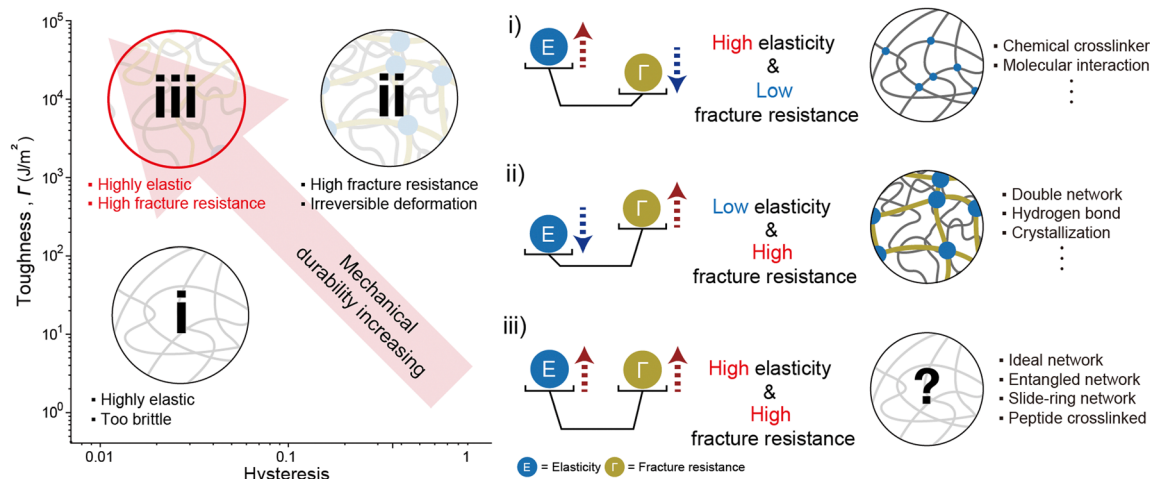 Toughness , Γ (J/m²)
10⁵
10⁴
10³
10²
10¹
10⁰
0.01
0.1
1
Hysteresis
iii
▪ Highly elastic
▪ High fracture resistance
ii
▪ High fracture resistance
▪ Irreversible deformation
i
▪ Highly elastic
▪ Too brittle
Mechanical
durability increasing
i)
E
Γ
High elasticity
&
Low
fracture resistance
▪ Chemical crosslinker
▪ Molecular interaction
⋮
ii)
E
Γ
Low elasticity
&
High
fracture resistance
▪ Double network
▪ Hydrogen bond
▪ Crystallization
⋮
iii)
E
Γ
High elasticity
&
High
fracture resistance
?
▪ Ideal network
▪ Entangled network
▪ Slide-ring network
▪ Peptide crosslinked
E = Elasticity Γ = Fracture resistance